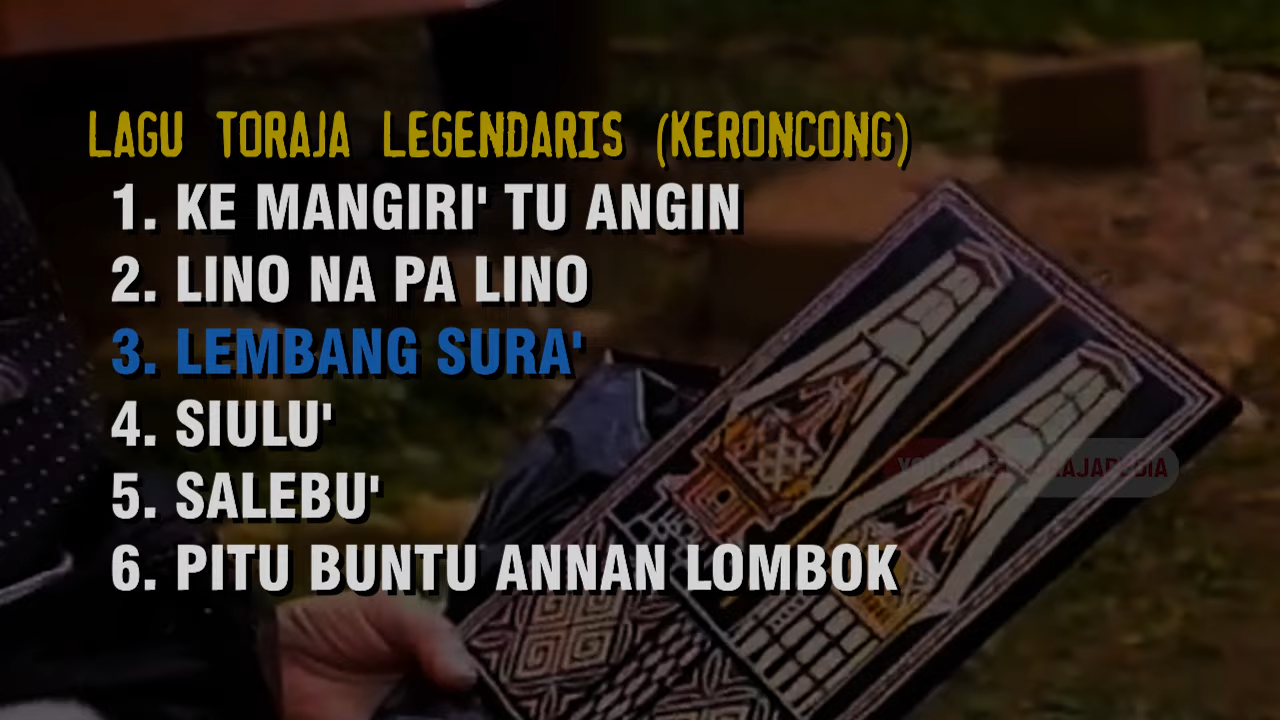 LAGU TORAJA LEGENDARIS (KERONCONG)
1. KE MANGIRI' TU ANGIN
2. LINO NA PA LINO
3. LEMBANG SURA'
4. SIULU'
5. SALEBU'
6. PITU BUNTU ANNAN LOMBOK